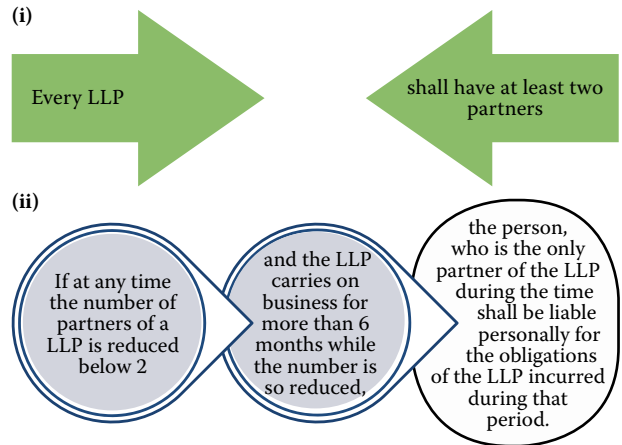 (i)
Every LLP
shall have at least two
partners
(ii)
If at any time
the number of
partners of a
LLP is reduced
below 2
and the LLP
carries on
business for
more than 6
months while
the number is
so reduced,
the person,
who is the only
partner of the LLP
during the time
shall be liable
personally for
the obligations
of the LLP incurred
during that
period.